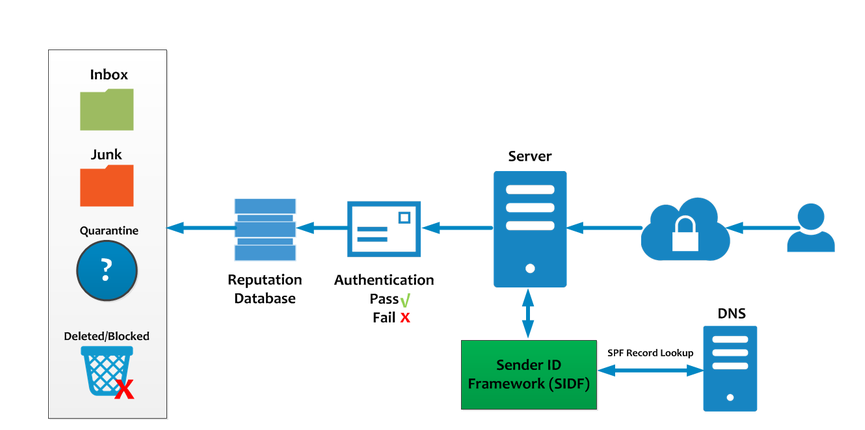 Inbox
Junk
Quarantine
?
Deleted/Blocked
X
Reputation
Database
Authentication
Pass√
Fail X
Server
Sender ID
Framework (SIDF)
SPF Record Lookup
DNS